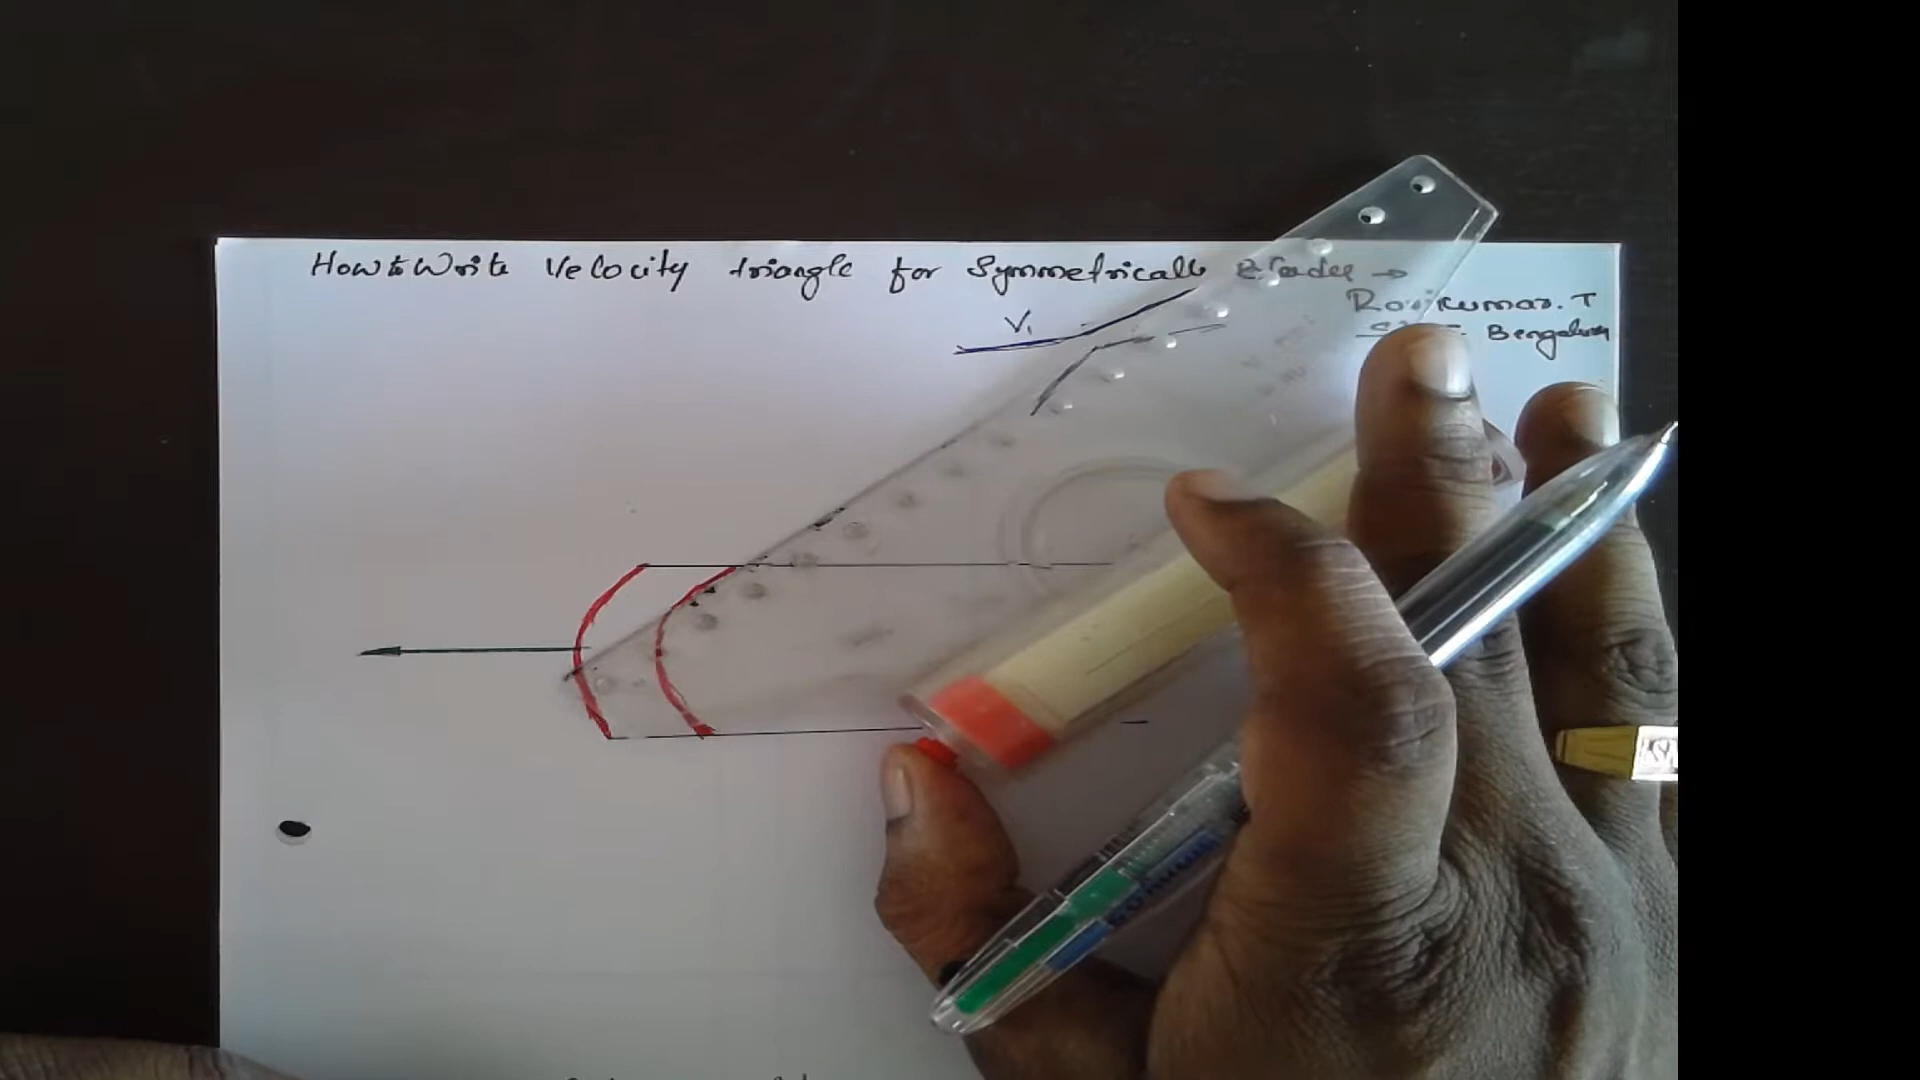 How to Write Velocity triangle for Symmetrical Blades →
Ravikumar. T
Bengaluru
V₁